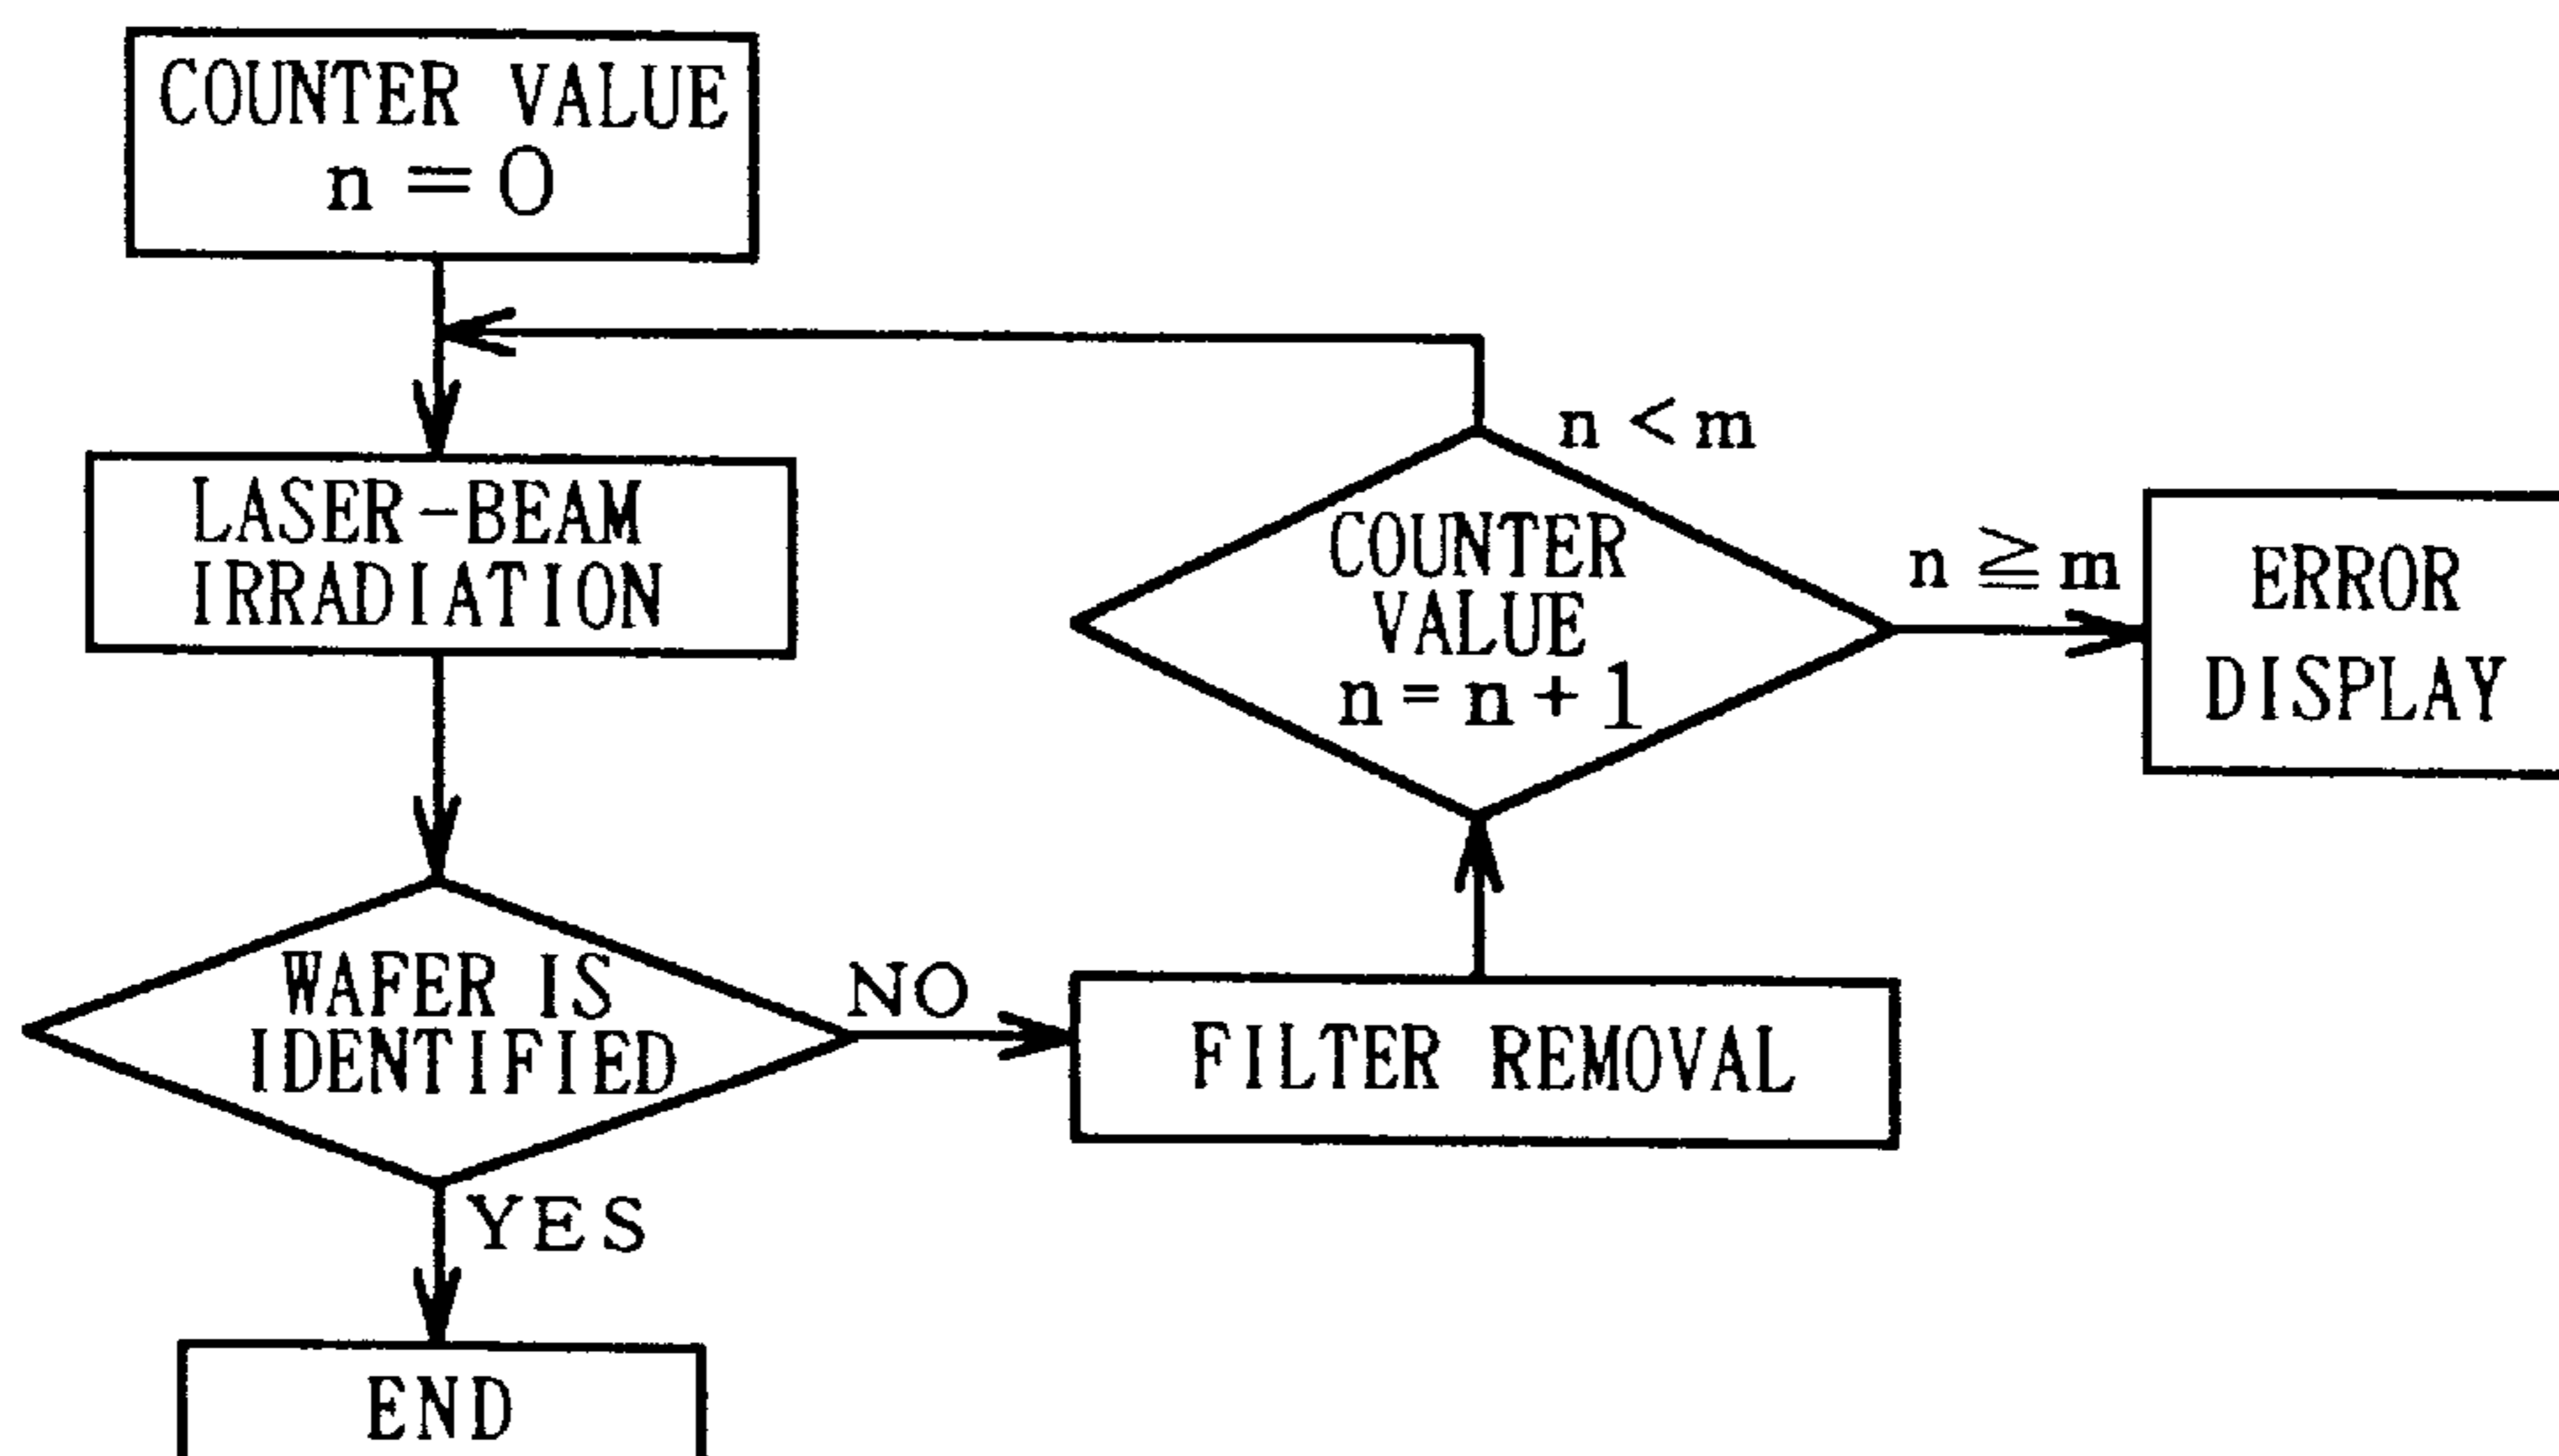 COUNTER VALUE
n = 0
LASER-BEAM
IRRADIATION
WAFER IS
IDENTIFIED
NO
YES
END
FILTER REMOVAL
COUNTER
VALUE
n = n + 1
n < m
n ≧ m
ERROR
DISPLAY